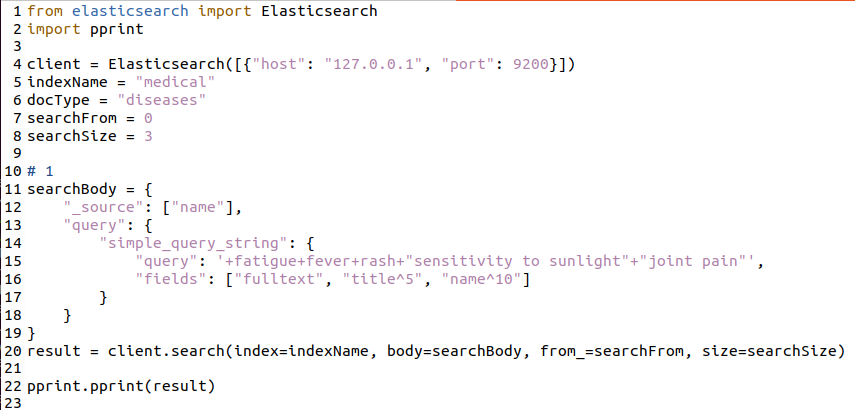 1 from elasticsearch import Elasticsearch
2 import pprint
3
4 client = Elasticsearch([{"host": "127.0.0.1", "port": 9200}])
5 indexName = "medical"
6 docType = "diseases"
7 searchFrom = 0
8 searchSize = 3
9
10 # 1
11 searchBody = {
12     "_source": ["name"],
13     "query": {
14         "simple_query_string": {
15             "query": '+fatigue+fever+rash+"sensitivity to sunlight"+"joint pain"',
16             "fields": ["fulltext", "title^5", "name^10"]
17         }
18     }
19 }
20 result = client.search(index=indexName, body=searchBody, from_=searchFrom, size=searchSize)
21
22 pprint.pprint(result)
23